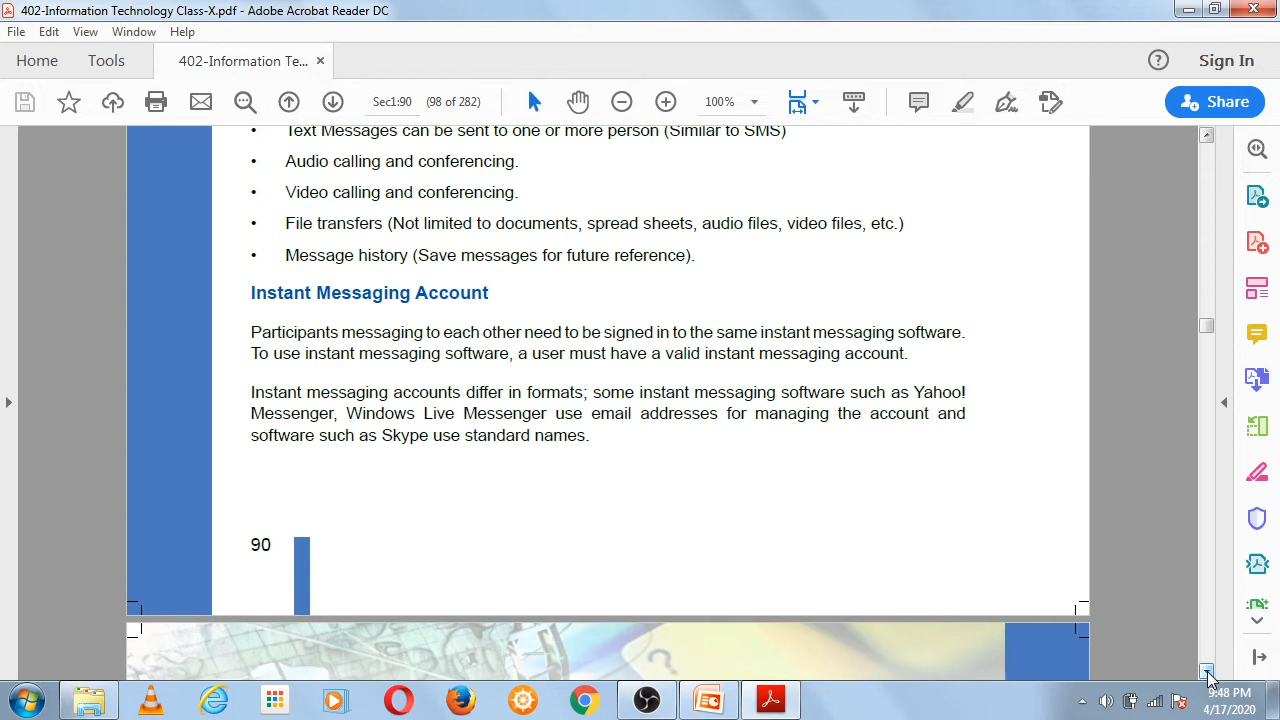 402-Information Technology Class-X.pdf - Adobe Acrobat Reader DC
File Edit View Window Help
Home Tools 402-Information Te... × ? Sign In
Sec1:90 (98 of 282) 100% Share
• Text Messages can be sent to one or more person (Similar to SMS)
• Audio calling and conferencing.
• Video calling and conferencing.
• File transfers (Not limited to documents, spread sheets, audio files, video files, etc.)
• Message history (Save messages for future reference).
Instant Messaging Account
Participants messaging to each other need to be signed in to the same instant messaging software.
To use instant messaging software, a user must have a valid instant messaging account.
Instant messaging accounts differ in formats; some instant messaging software such as Yahoo!
Messenger, Windows Live Messenger use email addresses for managing the account and
software such as Skype use standard names.
90
9:48 PM
4/17/2020